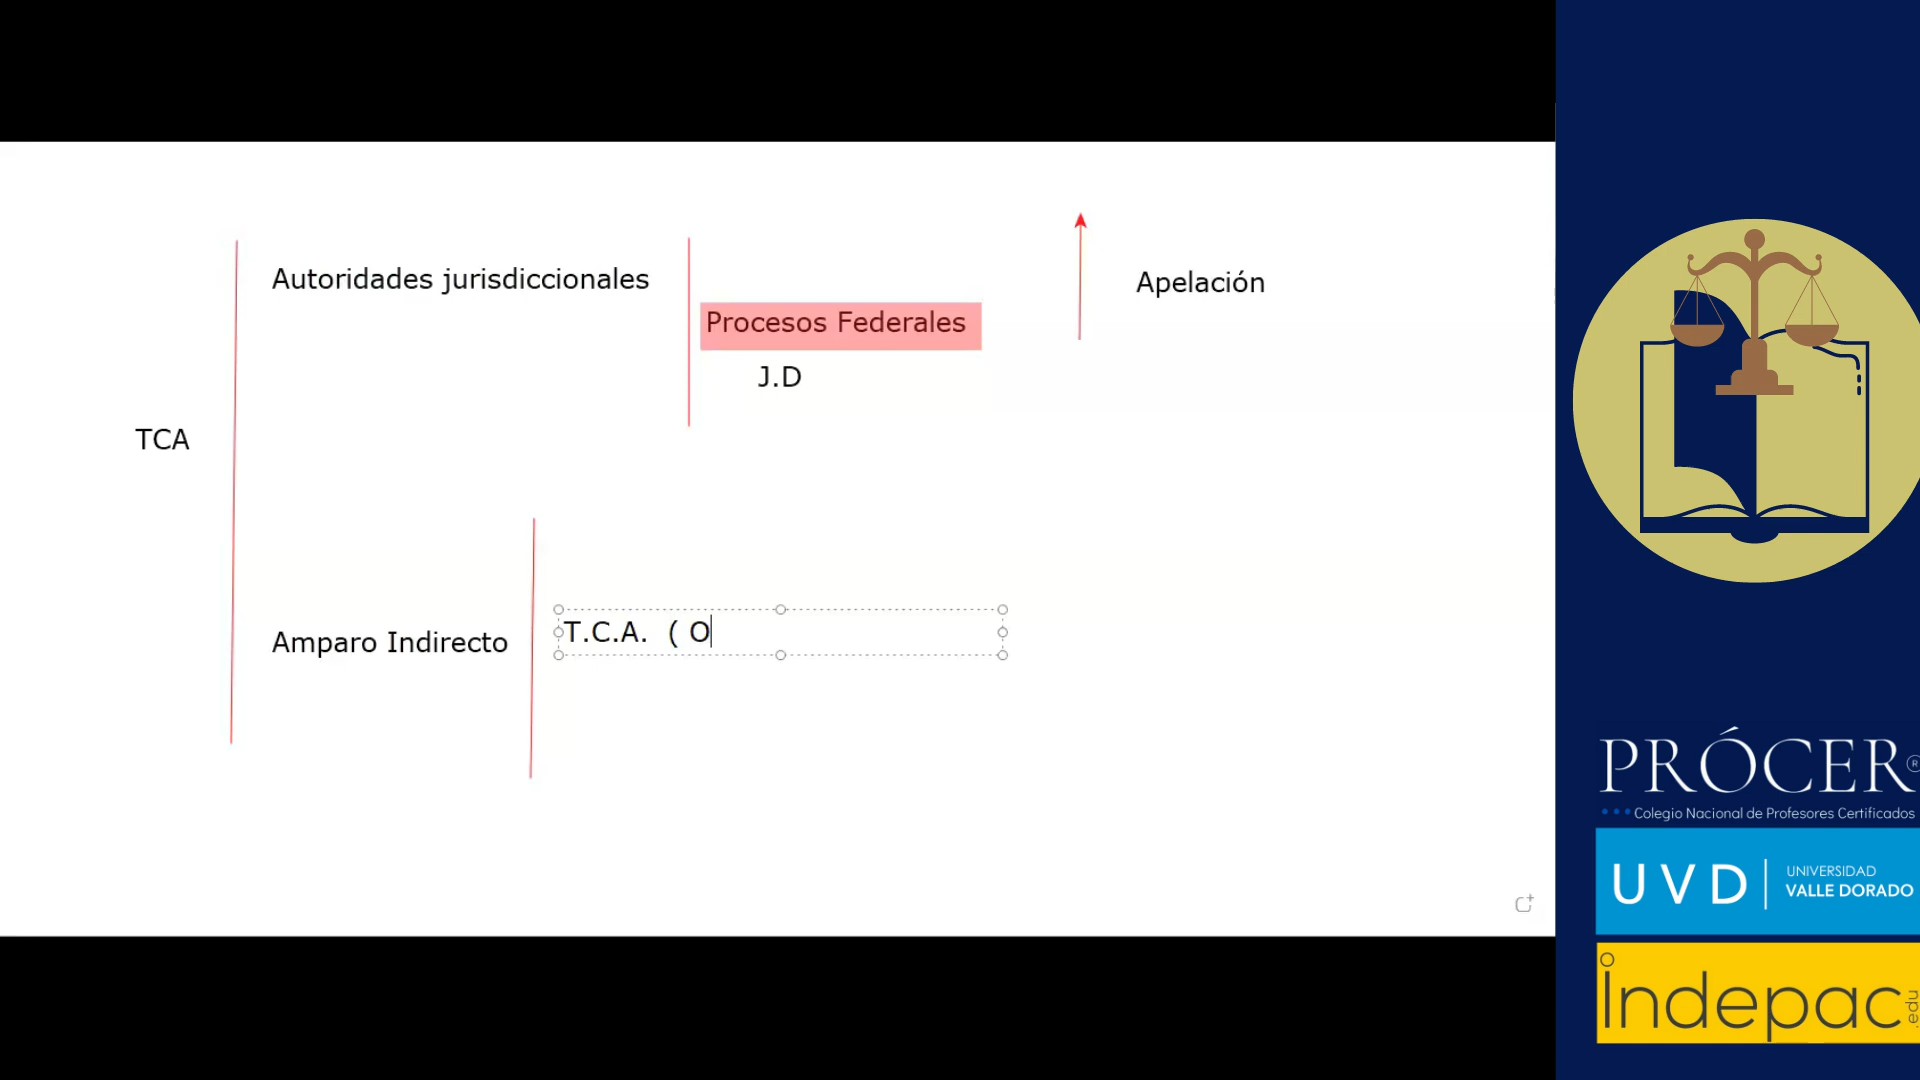 Autoridades jurisdiccionales
Apelación
Procesos Federales
J.D
TCA
T.C.A. ( O
Amparo Indirecto
PRÓCER ®
Colegio Nacional de Profesores Certificados
UVD UNIVERSIDAD
VALLE DORADO
Indepac .edu